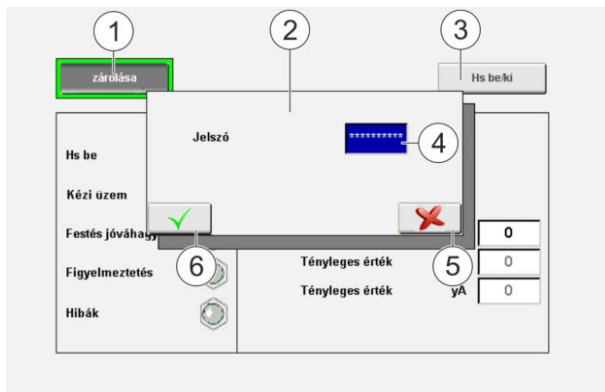 1
2
3
zárolása
Hs be/ki
Jelszó
**********
4
Hs be
Kézi üzem
Festés jóváhagy
0
6
5
Figyelmeztetés
Tényleges érték
0
Hibák
Tényleges érték
yA
0